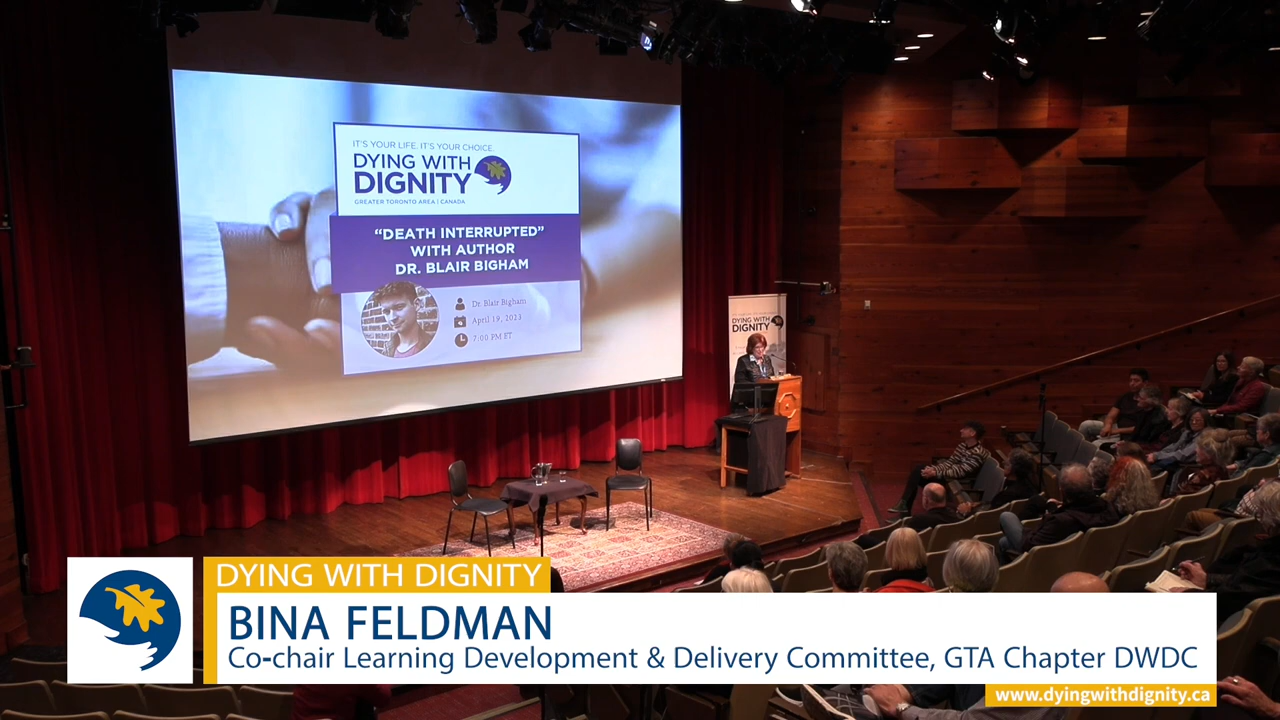 IT'S YOUR LIFE. IT'S YOUR CHOICE.
DYING WITH
DIGNITY
GREATER TORONTO AREA | CANADA
"DEATH INTERRUPTED"
WITH AUTHOR
DR. BLAIR BIGHAM
Dr. Blair Bigham
April 19, 2023
7:00 PM ET
DYING WITH
DIGNITY
DYING WITH DIGNITY
BINA FELDMAN
Co-chair Learning Development & Delivery Committee, GTA Chapter DWDC
www.dyingwithdignity.ca